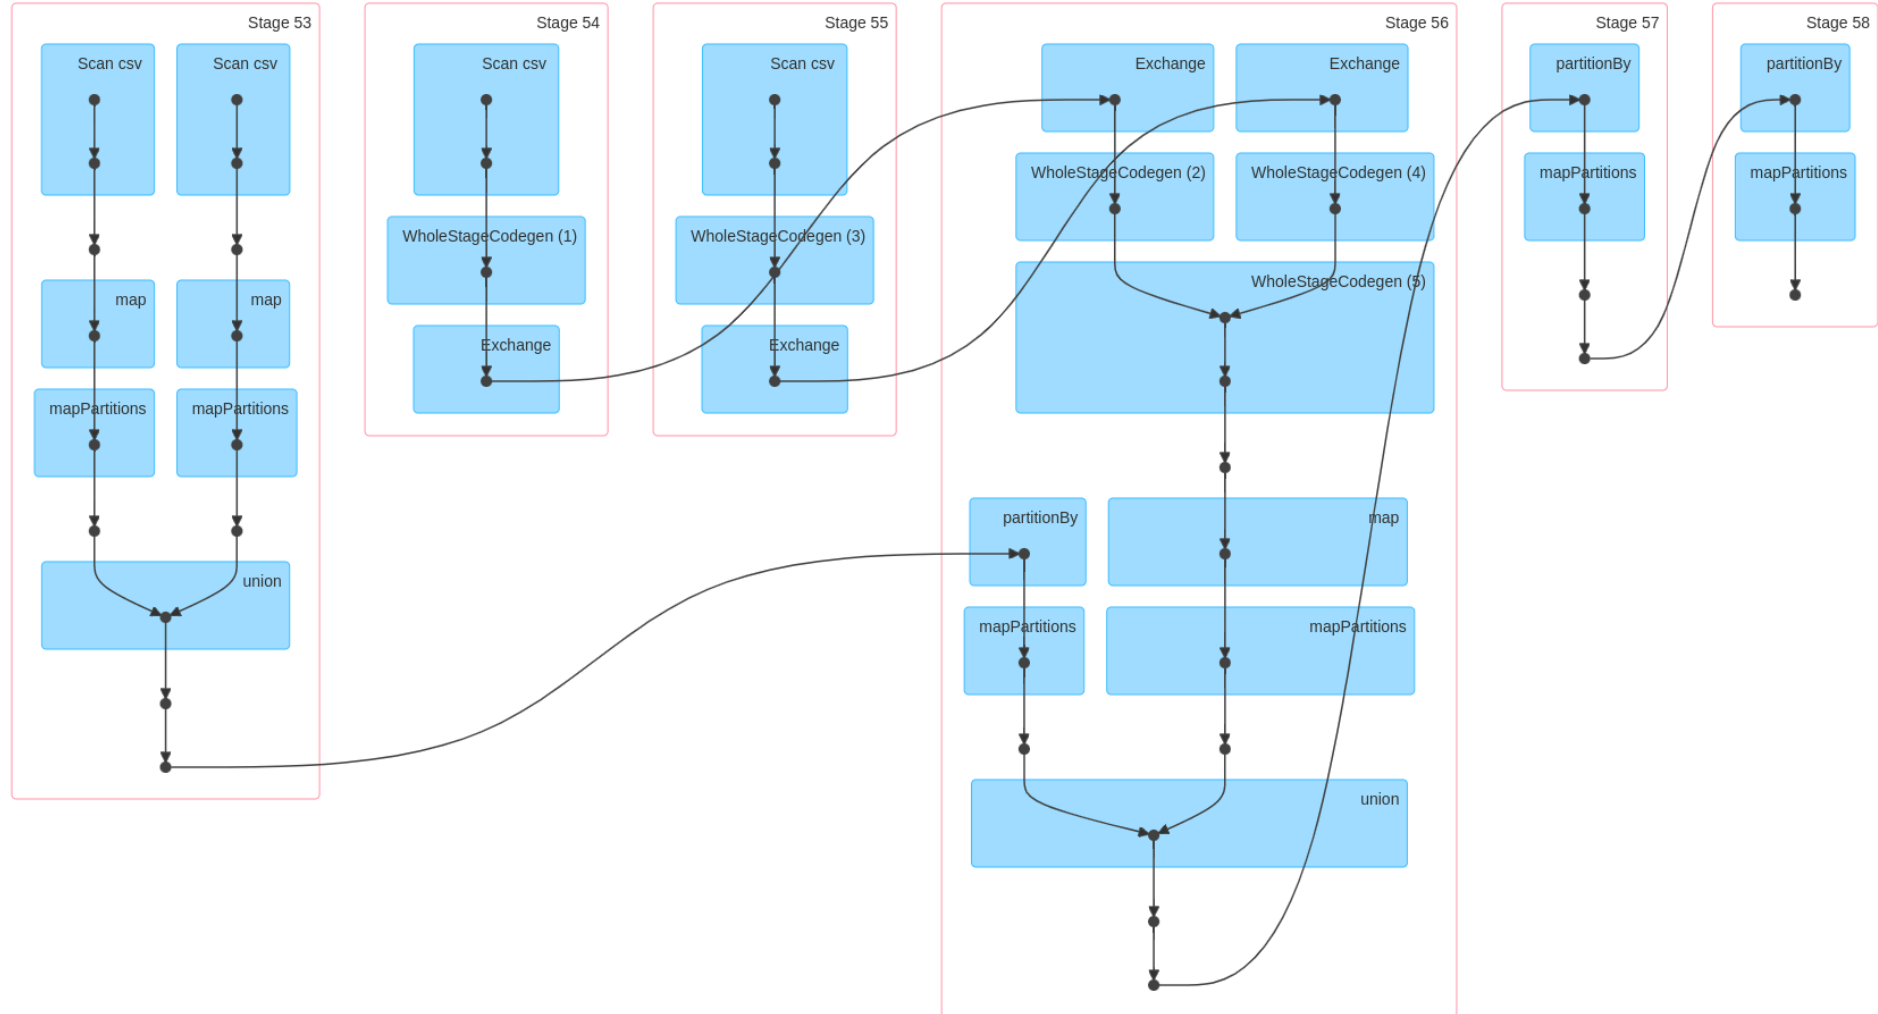 Stage 53
Scan csv
Scan csv
map
map
mapPartitions
mapPartitions
union
Stage 54
Scan csv
WholeStageCodegen (1)
Exchange
Stage 55
Scan csv
WholeStageCodegen (3)
Exchange
Stage 56
Exchange
Exchange
WholeStageCodegen (2)
WholeStageCodegen (4)
WholeStageCodegen (5)
partitionBy
map
mapPartitions
mapPartitions
union
Stage 57
partitionBy
mapPartitions
Stage 58
partitionBy
mapPartitions